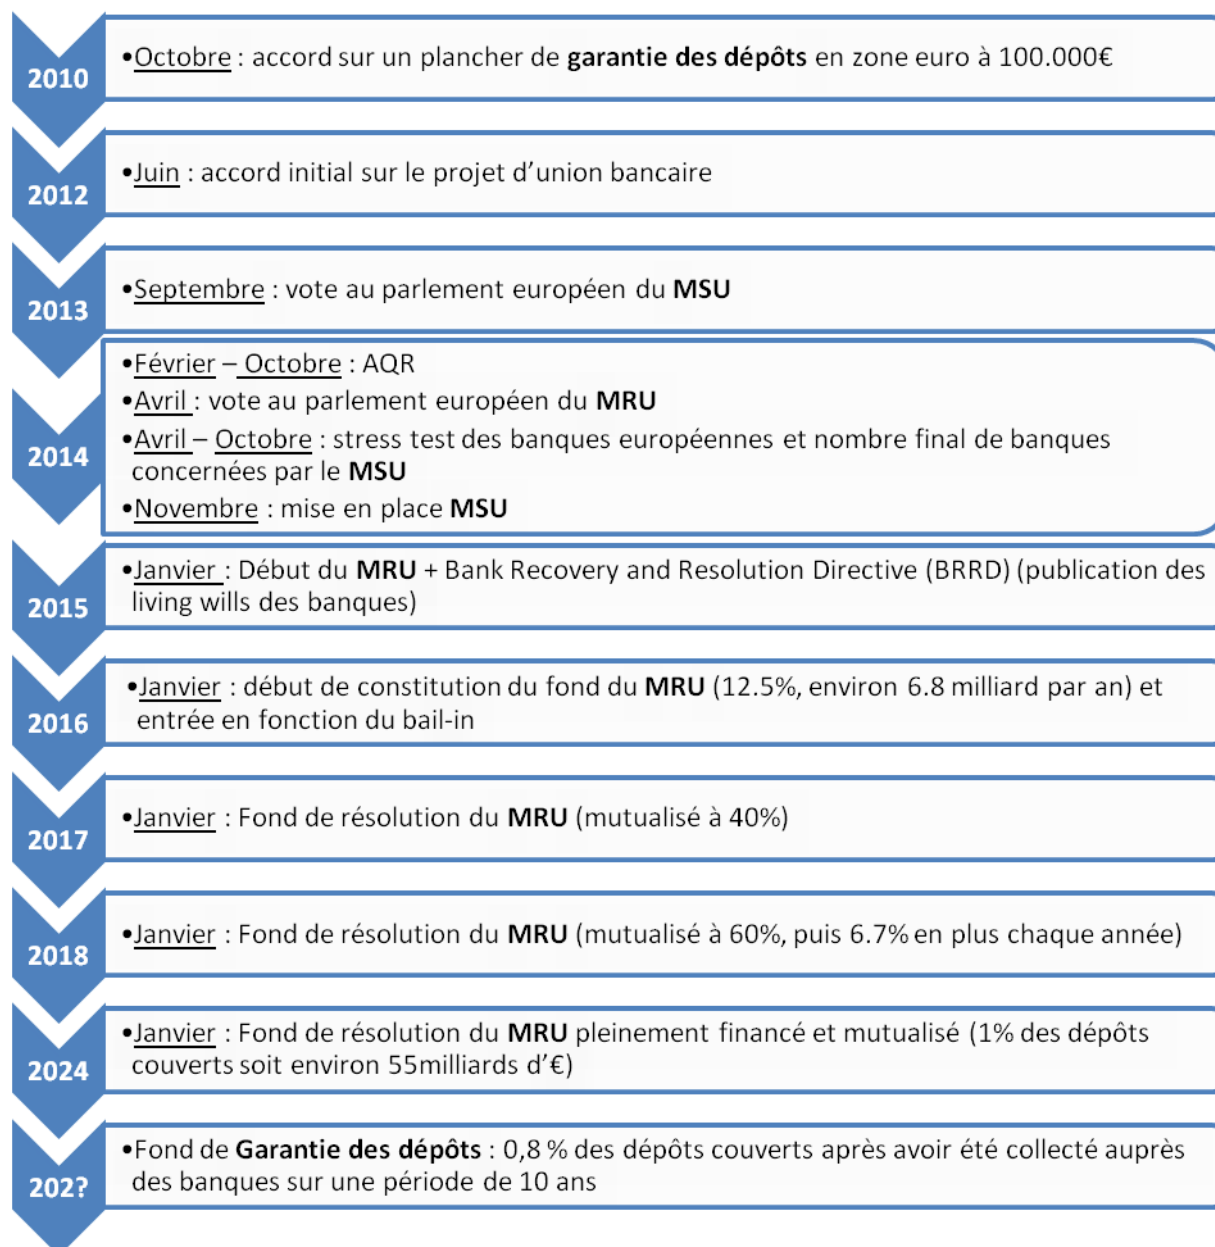 2010
•Octobre : accord sur un plancher de garantie des dépôts en zone euro à 100.000€
2012
•Juin : accord initial sur le projet d’union bancaire
2013
•Septembre : vote au parlement européen du MSU
2014
•Février – Octobre : AQR
•Avril : vote au parlement européen du MRU
•Avril – Octobre : stress test des banques européennes et nombre final de banques
concernées par le MSU
•Novembre : mise en place MSU
2015
•Janvier : Début du MRU + Bank Recovery and Resolution Directive (BRRD) (publication des
living wills des banques)
2016
•Janvier : début de constitution du fond du MRU (12.5%, environ 6.8 milliard par an) et
entrée en fonction du bail-in
2017
•Janvier : Fond de résolution du MRU (mutualisé à 40%)
2018
•Janvier : Fond de résolution du MRU (mutualisé à 60%, puis 6.7% en plus chaque année)
2024
•Janvier : Fond de résolution du MRU pleinement financé et mutualisé (1% des dépôts
couverts soit environ 55milliards d’€)
202?
•Fond de Garantie des dépôts : 0,8 % des dépôts couverts après avoir été collecté auprès
des banques sur une période de 10 ans